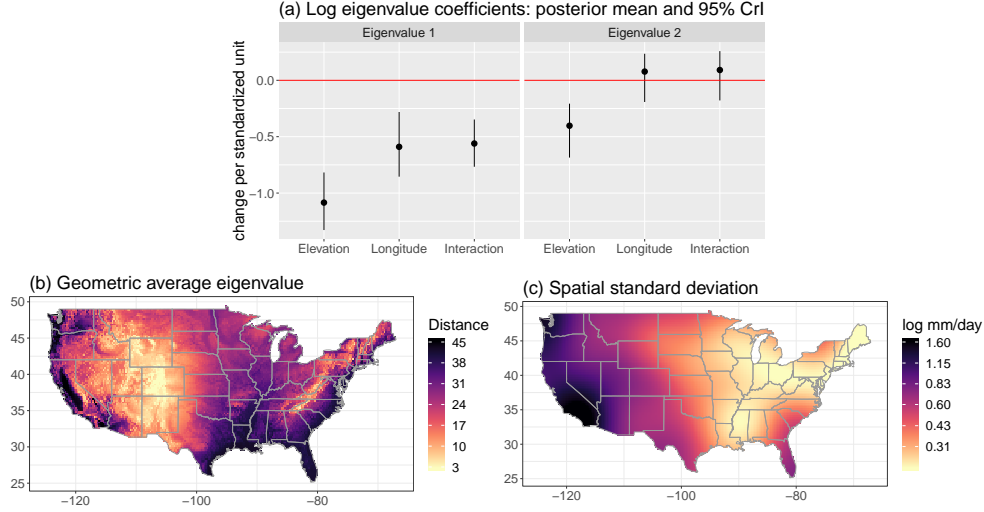 (a) Log eigenvalue coefficients: posterior mean and 95% CrI
Eigenvalue 1
Eigenvalue 2
change per standardized unit
0.0
−0.5
−1.0
Elevation
Longitude
Interaction
Elevation
Longitude
Interaction
(b) Geometric average eigenvalue
50
45
40
35
30
25
−120
−100
−80
Distance
45
38
31
24
17
10
3
(c) Spatial standard deviation
50
45
40
35
30
25
−120
−100
−80
log mm/day
1.60
1.15
0.83
0.60
0.43
0.31